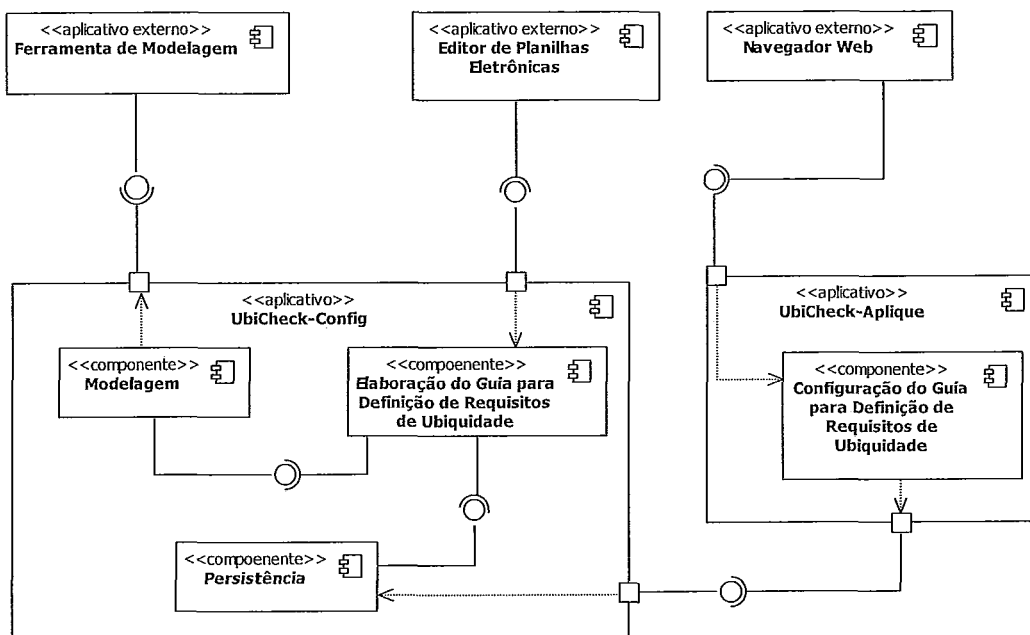 <<aplicativo externo>>
Ferramenta de Modelagem
<<aplicativo externo>>
Editor de Planilhas
Eletrônicas
<<aplicativo externo>>
Navegador Web
<<aplicativo>>
UbiCheck-Config
<<componente>>
Modelagem
<<compoenente>>
Elaboração do Guia para
Definição de Requisitos
de Ubiquidade
<<compoenente>>
Persistência
<<aplicativo>>
UbiCheck-Aplique
<<componente>>
Configuração do Guia
para Definição de
Requisitos de
Ubiquidade